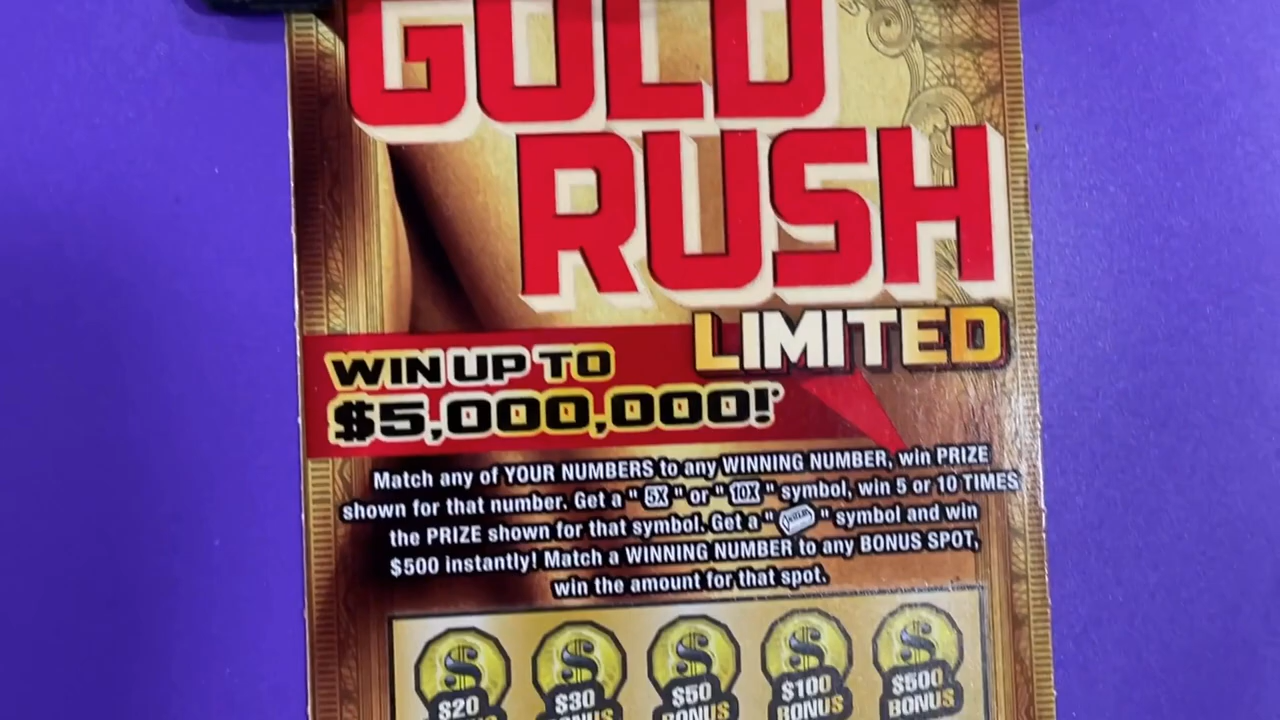 GOLD
RUSH
LIMITED
WIN UP TO
$5,000,000!*
Match any of YOUR NUMBERS to any WINNING NUMBER, win PRIZE
shown for that number. Get a "5X" or "10X" symbol, win 5 or 10 TIMES
the PRIZE shown for that symbol. Get a " " symbol and win
$500 instantly! Match a WINNING NUMBER to any BONUS SPOT,
win the amount for that spot.
$ $ $ $ $
$20 $30 $50 $100 $500
BONUS BONUS BONUS BONUS BONUS